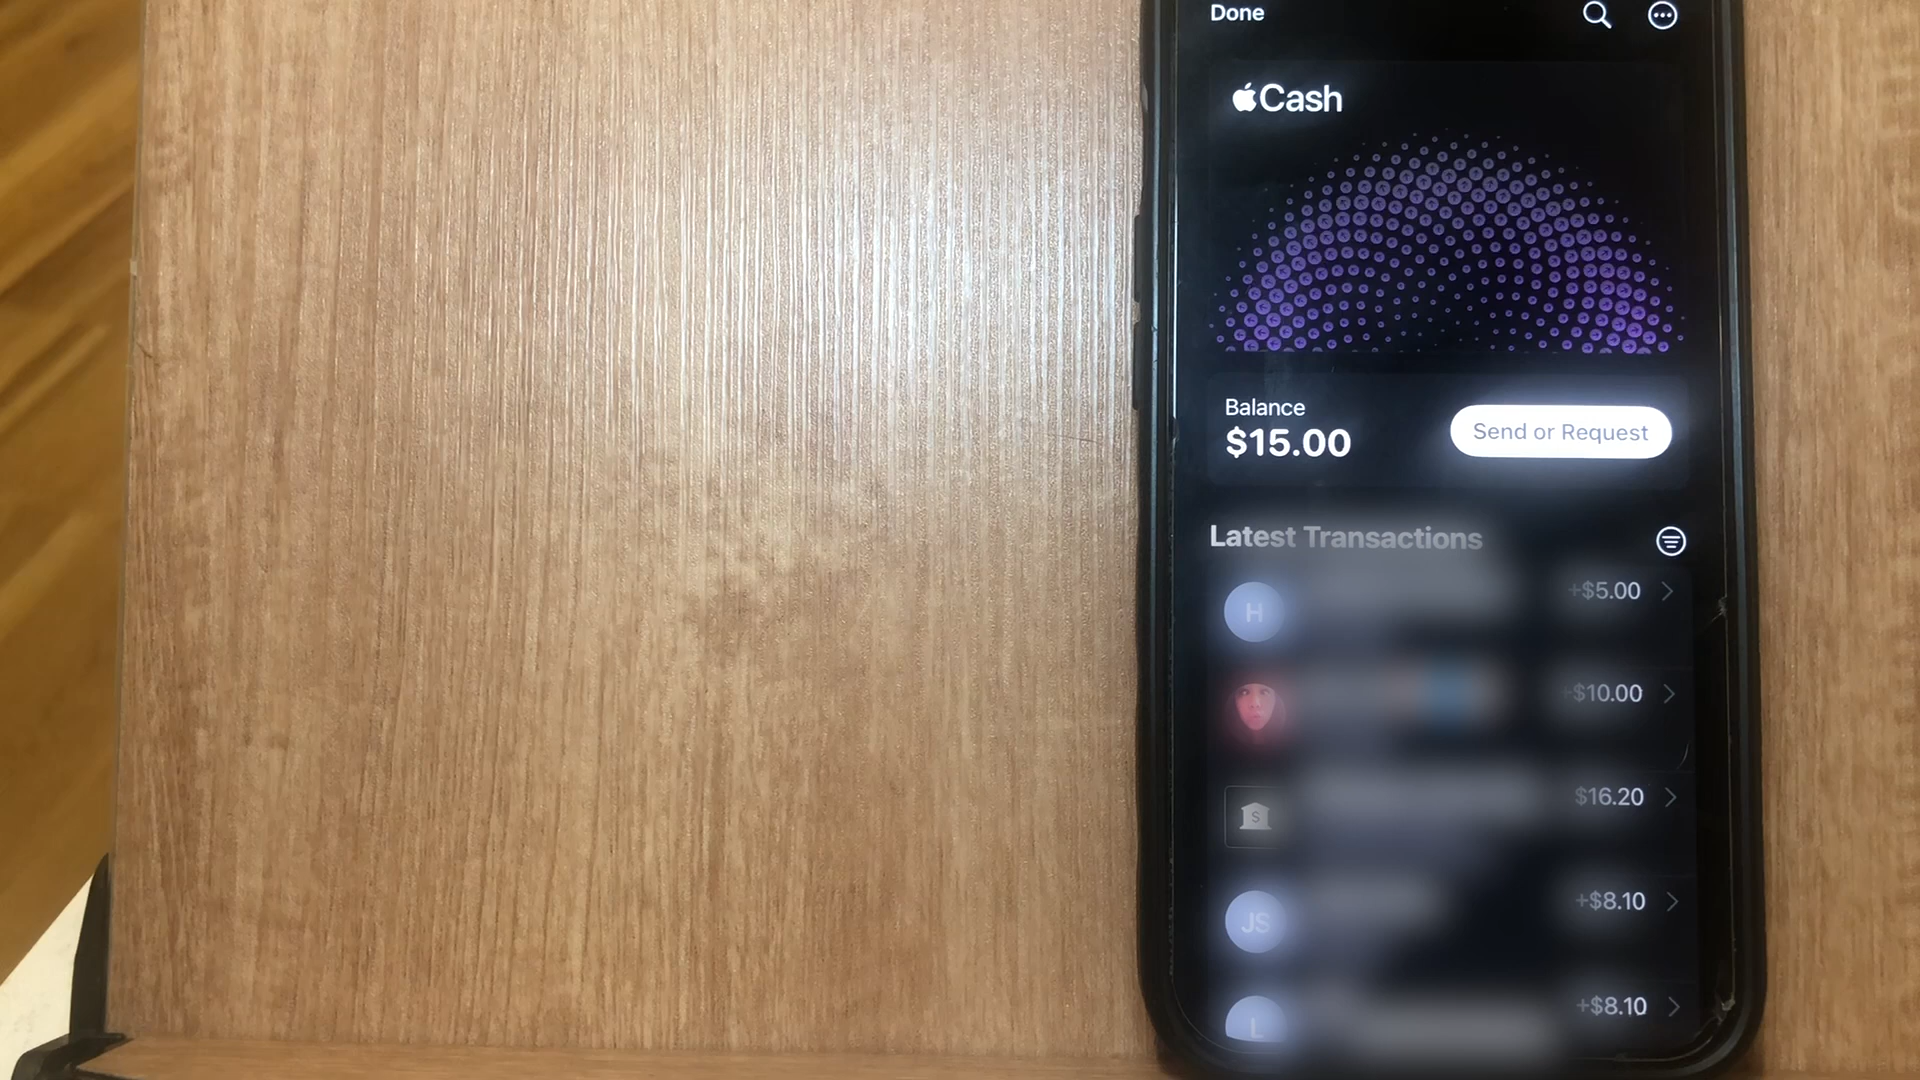 Done
Cash
Balance
$15.00
Send or Request
Latest Transactions
H
+$5.00
+$10.00
$16.20
JS
+$8.10
L
+$8.10